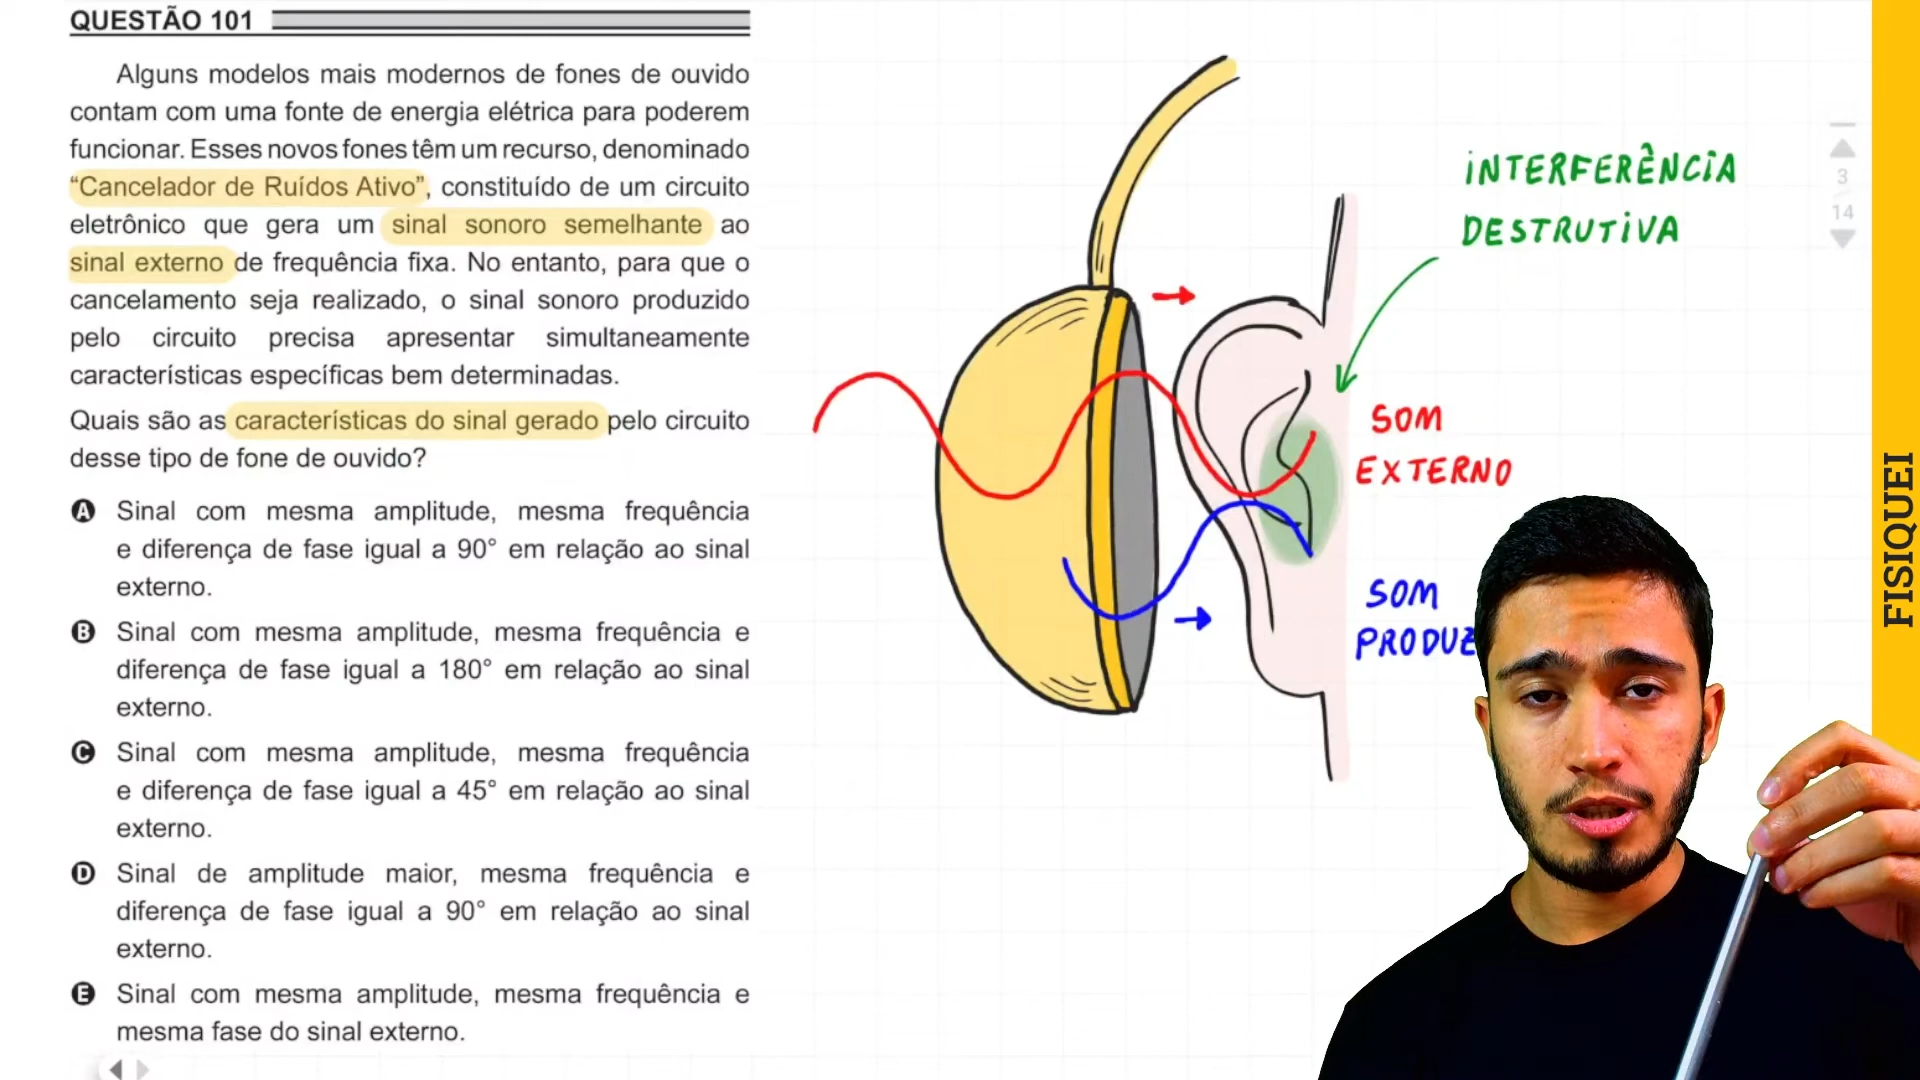 QUESTÃO 101
Alguns modelos mais modernos de fones de ouvido
contam com uma fonte de energia elétrica para poderem
funcionar. Esses novos fones têm um recurso, denominado
“Cancelador de Ruídos Ativo”, constituído de um circuito
eletrônico que gera um sinal sonoro semelhante ao
sinal externo de frequência fixa. No entanto, para que o
cancelamento seja realizado, o sinal sonoro produzido
pelo circuito precisa apresentar simultaneamente
características específicas bem determinadas.
Quais são as características do sinal gerado pelo circuito
desse tipo de fone de ouvido?
A Sinal com mesma amplitude, mesma frequência
e diferença de fase igual a 90° em relação ao sinal
externo.
B Sinal com mesma amplitude, mesma frequência e
diferença de fase igual a 180° em relação ao sinal
externo.
C Sinal com mesma amplitude, mesma frequência
e diferença de fase igual a 45° em relação ao sinal
externo.
D Sinal de amplitude maior, mesma frequência e
diferença de fase igual a 90° em relação ao sinal
externo.
E Sinal com mesma amplitude, mesma frequência e
mesma fase do sinal externo.
INTERFERÊNCIA
DESTRUTIVA
SOM
EXTERNO
SOM
PRODUZ
3
14
FISIQUEI